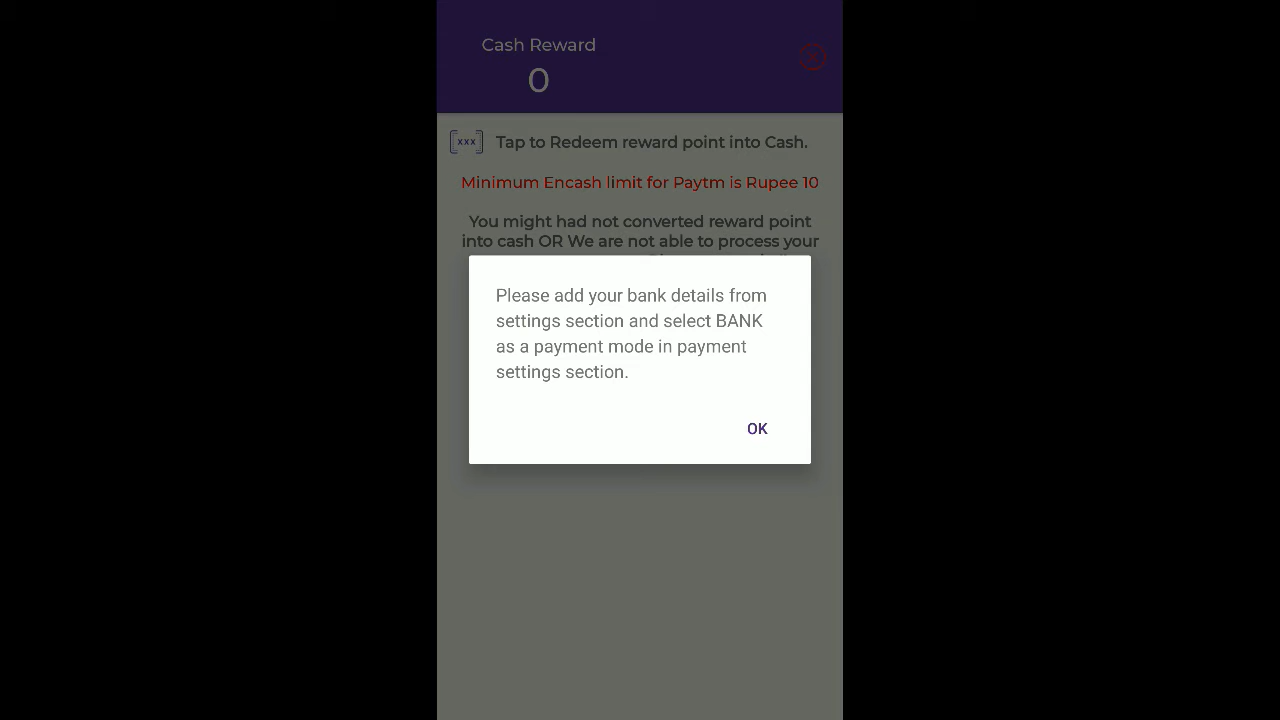 Cash Reward
0
[xxx] Tap to Redeem reward point into Cash.
Minimum Encash limit for Paytm is Rupee 10
You might had not converted reward point
into cash OR We are not able to process your
Please add your bank details from
settings section and select BANK
as a payment mode in payment
settings section.
OK